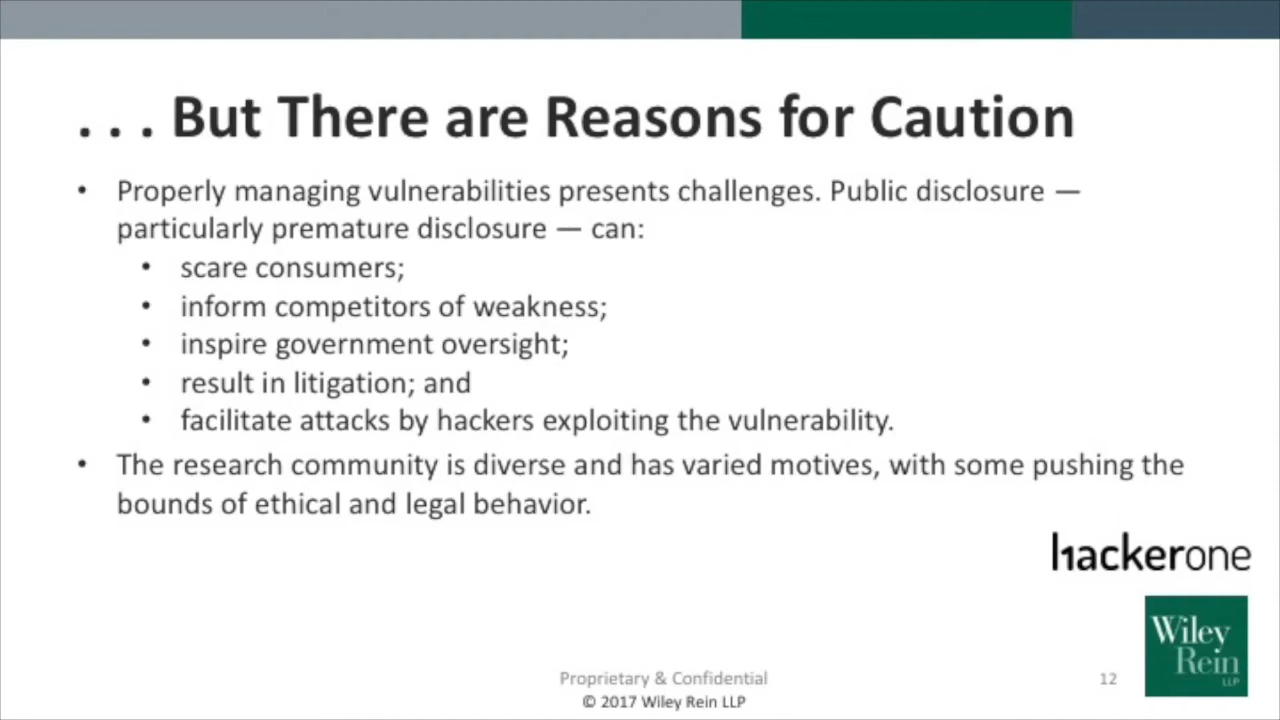 . . . But There are Reasons for Caution
• Properly managing vulnerabilities presents challenges. Public disclosure —
particularly premature disclosure — can:
• scare consumers;
• inform competitors of weakness;
• inspire government oversight;
• result in litigation; and
• facilitate attacks by hackers exploiting the vulnerability.
• The research community is diverse and has varied motives, with some pushing the
bounds of ethical and legal behavior.
hackerone
Wiley
Rein
LLP
Proprietary & Confidential
12
© 2017 Wiley Rein LLP